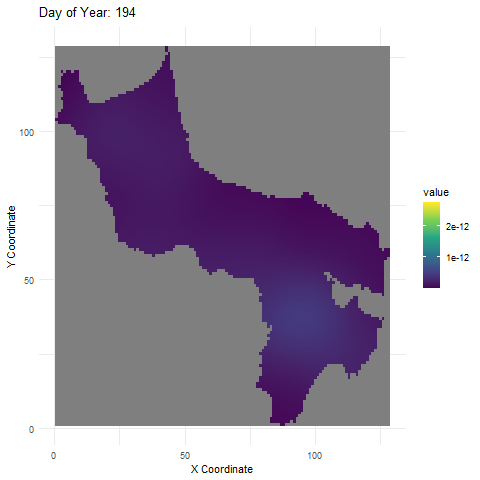 Day of Year: 194
Y Coordinate
100
50
0
0
50
100
X Coordinate
value
2e-12
1e-12